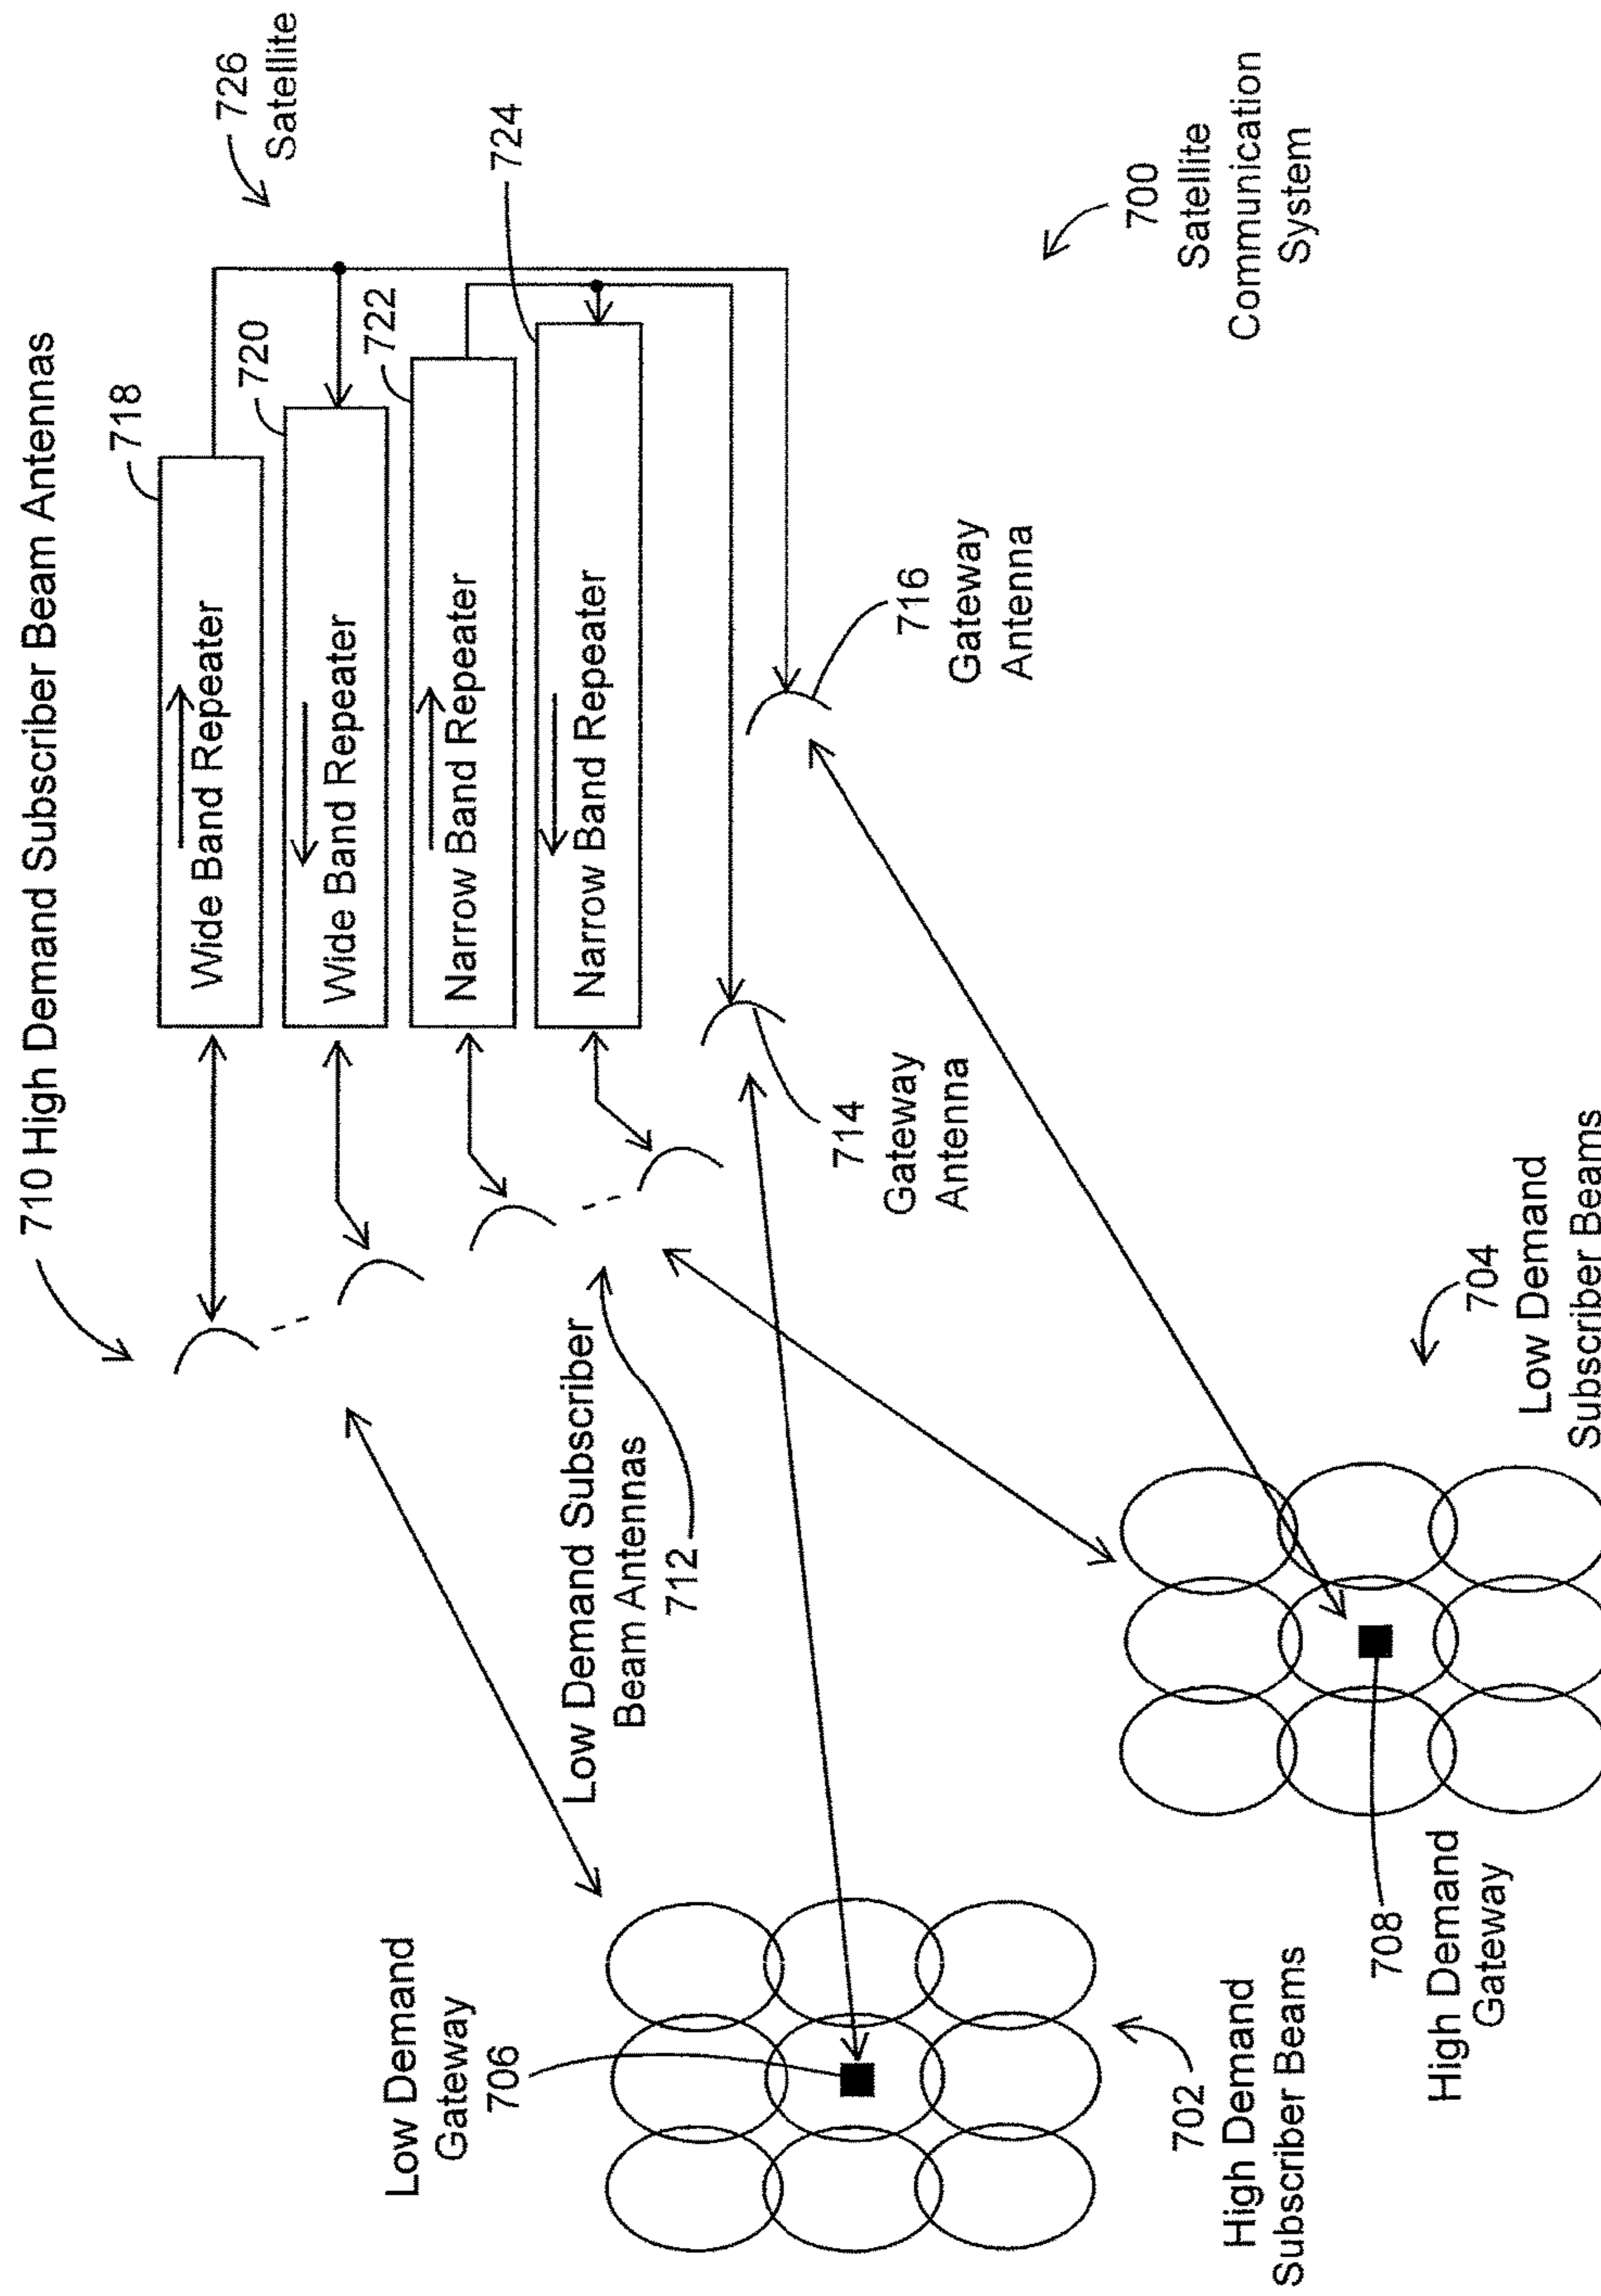 710 High Demand Subscriber Beam Antennas
718
Wide Band Repeater
726
Satellite
720
Wide Band Repeater
722
Narrow Band Repeater
724
Narrow Band Repeater
Low Demand
Gateway
706
Low Demand Subscriber
Beam Antennas
712
714
Gateway
Antenna
716
Gateway
Antenna
700
Satellite
Communication
System
702
High Demand
Subscriber Beams
708
High Demand
Gateway
704
Low Demand
Subscriber Beams